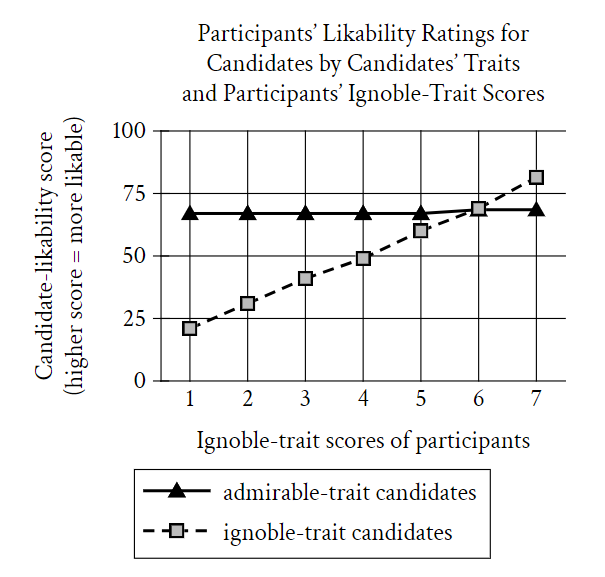 Participants’ Likability Ratings for
Candidates by Candidates’ Traits
and Participants’ Ignoble-Trait Scores
Candidate-likability score
(higher score = more likable)
100
75
50
25
0
1 2 3 4 5 6 7
Ignoble-trait scores of participants
admirable-trait candidates
ignoble-trait candidates